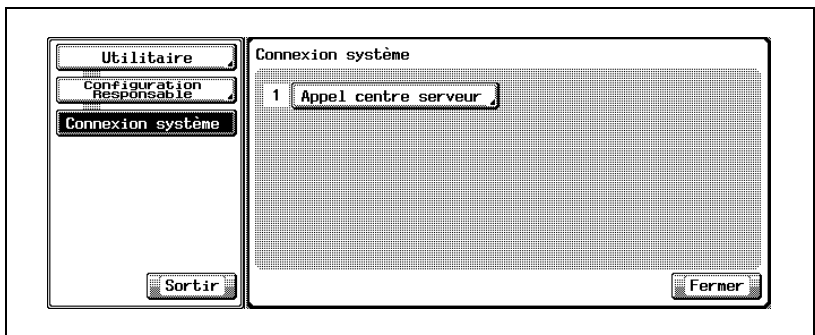 Utilitaire
Configuration
Responsable
Connexion système
Sortir
Connexion système
1 Appel centre serveur
Fermer